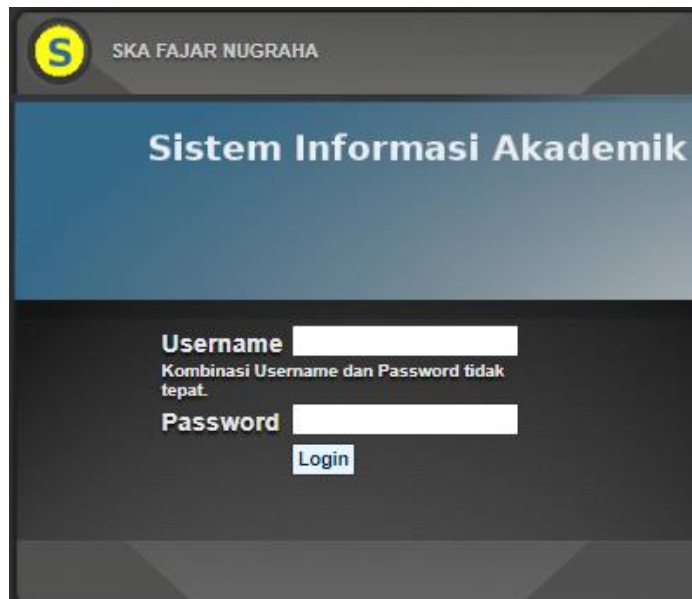 S
SKA FAJAR NUGRAHA
Sistem Informasi Akademik
Username
Kombinasi Username dan Password tidak
tepat.
Password
Login